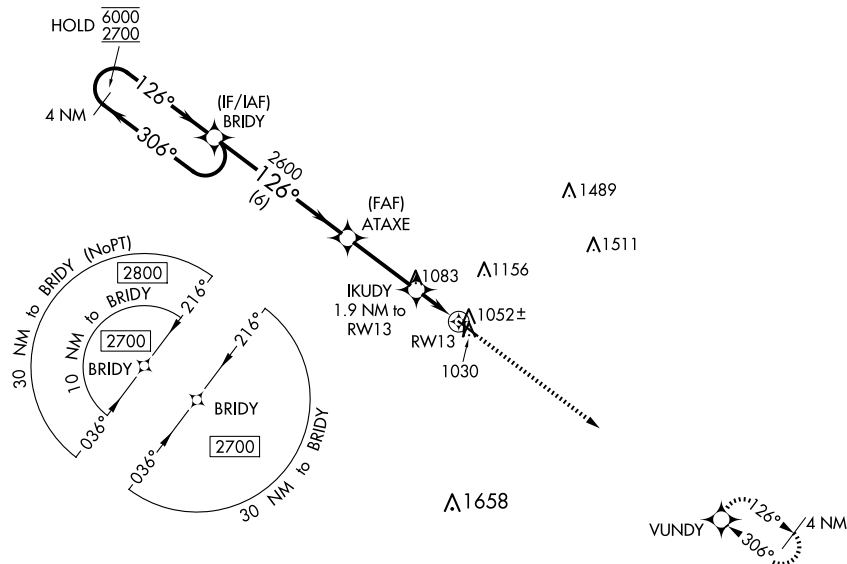 HOLD 6000
2700
126°
4 NM
306°
(IF/IAF)
BRIDY
2600
126°
(6)
(FAF)
ATAXE
1489
1511
1083
1156
IKUDY
1.9 NM to
RW13
RW13
1052±
1030
30 NM to BRIDY (NoPT)
2800
10 NM to BRIDY
216°
2700
BRIDY
036°
216°
BRIDY
2700
036°
30 NM to BRIDY
1658
VUNDY
126°
306°
4 NM